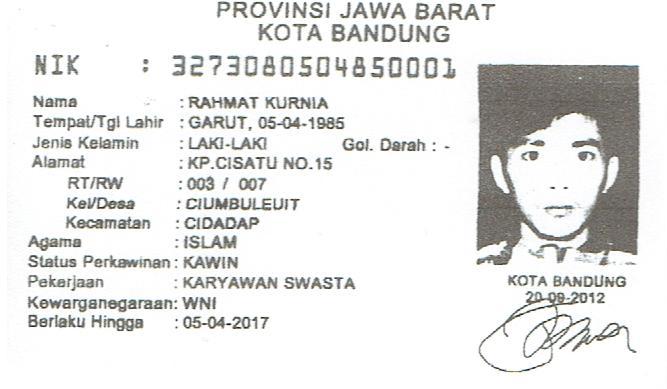 PROVINSI JAWA BARAT
KOTA BANDUNG
NIK : 3273080504850001
Nama : RAHMAT KURNIA
Tempat/Tgl Lahir : GARUT, 05-04-1985
Jenis Kelamin : LAKI-LAKI Gol. Darah : -
Alamat : KP.CISATU NO.15
RT/RW : 003 / 007
Kel/Desa : CIUMBULEUIT
Kecamatan : CIDADAP
Agama : ISLAM
Status Perkawinan : KAWIN
Pekerjaan : KARYAWAN SWASTA
Kewarganegaraan : WNI
Berlaku Hingga : 05-04-2017
KOTA BANDUNG
20-09-2012